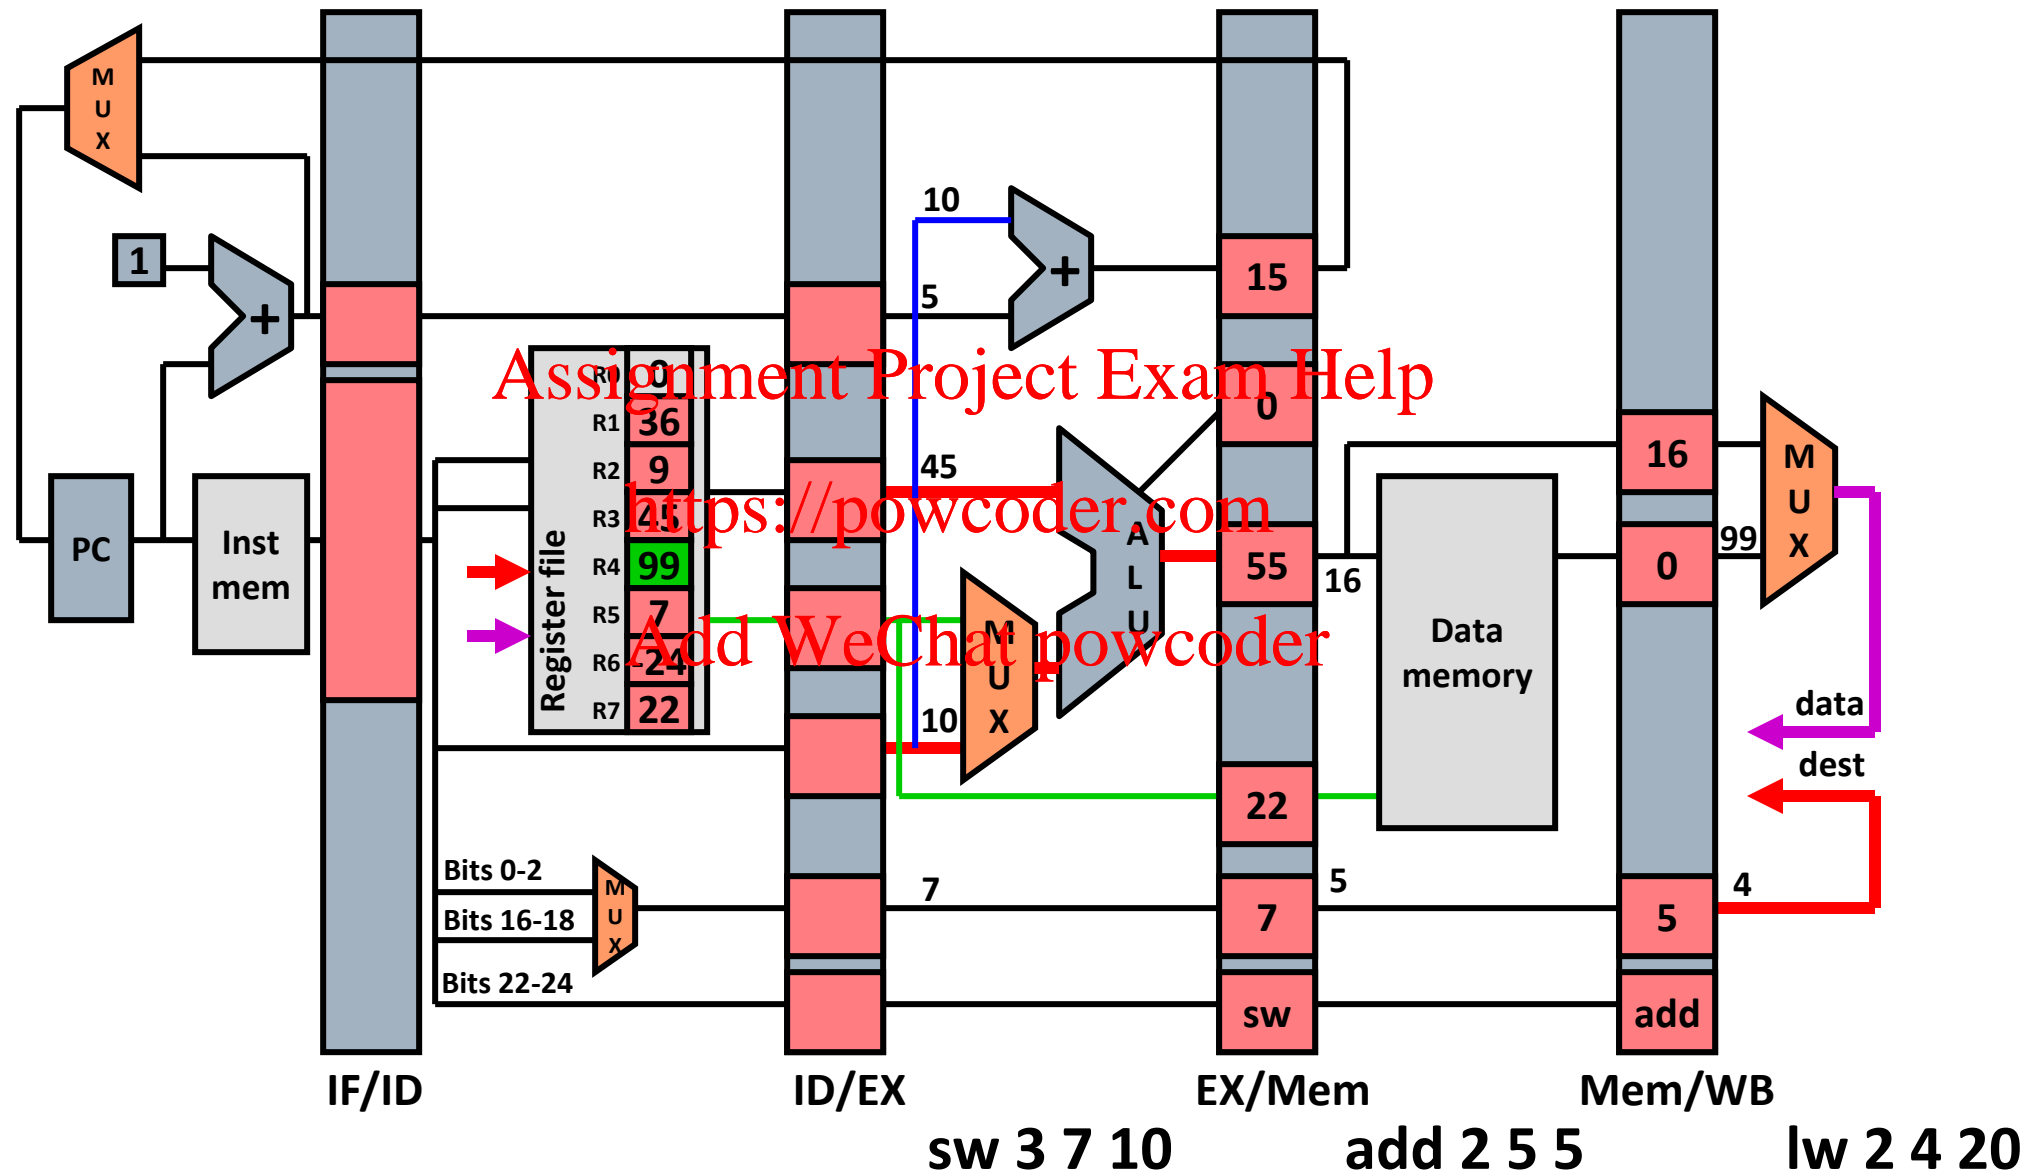 M
U
X
10
1
+
+
15
5
Assignment Project Exam Help
R0 0
0
R1 36
16
45
M
U
X
R2 9
https://powcoder.com
R3 45
A
L
U
99
PC
Inst
mem
Register file
R4 99
55
16
0
R5 7
Add WeChat powcoder
M
U
X
Data
memory
R6 -24
R7 22
10
data
dest
22
Bits 0-2
M
U
X
7
5
4
Bits 16-18
7
5
Bits 22-24
sw
add
IF/ID
ID/EX
EX/Mem
Mem/WB
sw 3 7 10
add 2 5 5
lw 2 4 20